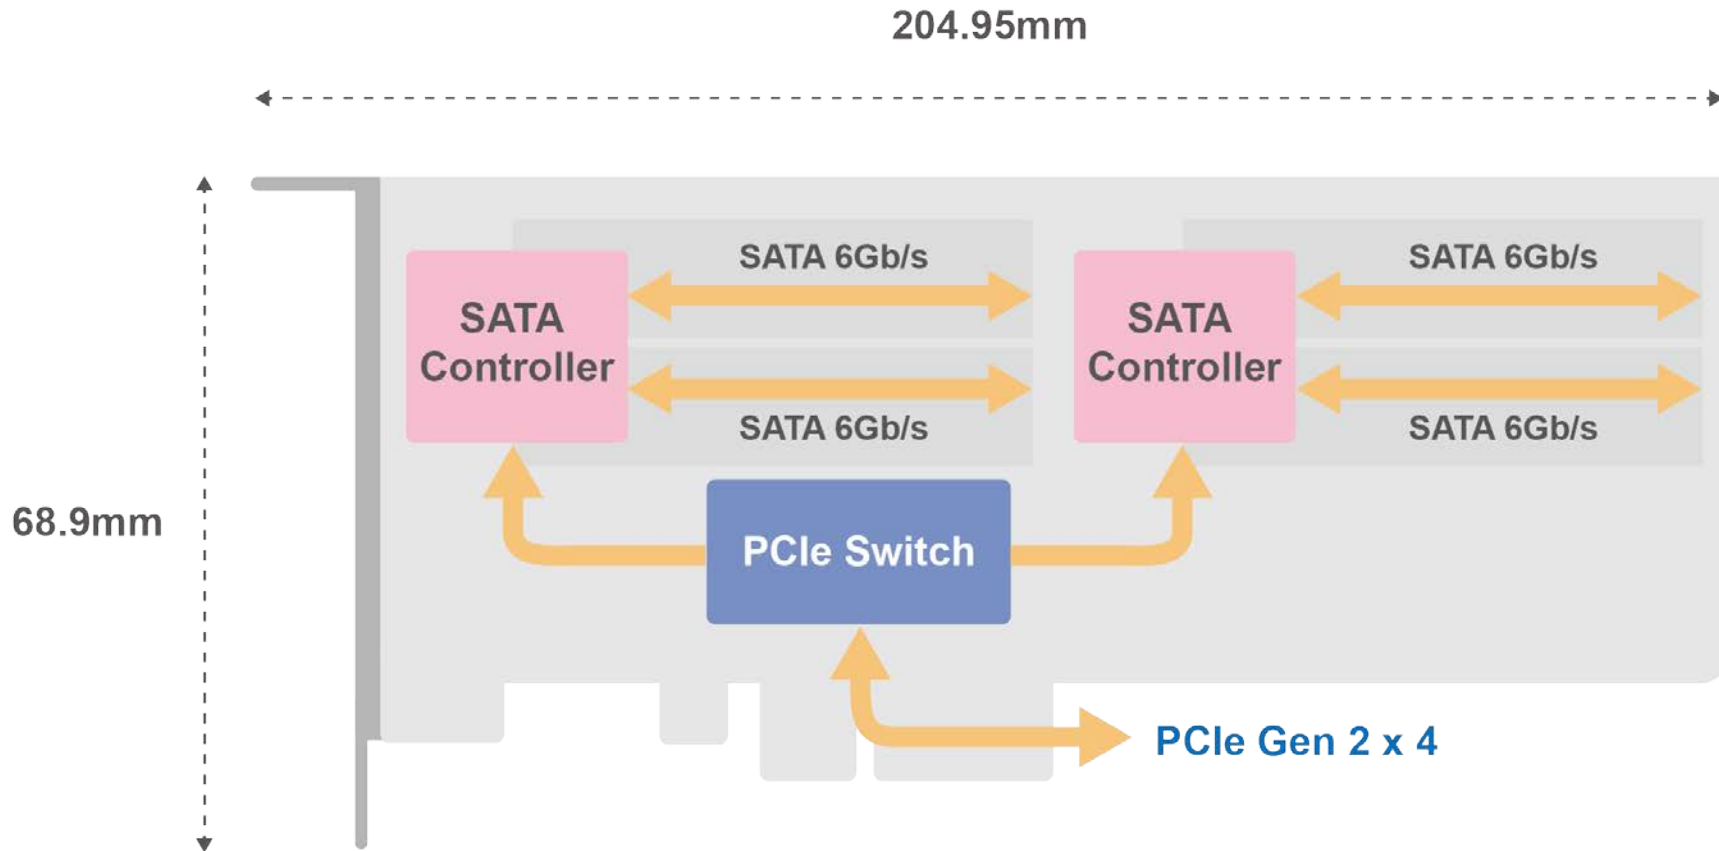 204.95mm
SATA 6Gb/s
SATA 6Gb/s
SATA
Controller
SATA
Controller
SATA 6Gb/s
SATA 6Gb/s
68.9mm
PCIe Switch
PCIe Gen 2 x 4